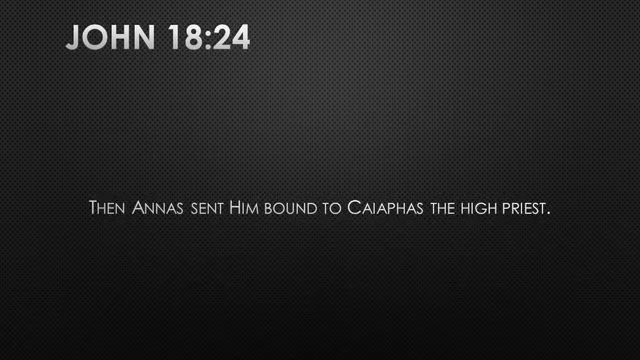 JOHN 18:24
Then Annas sent Him bound to Caiaphas the high priest.